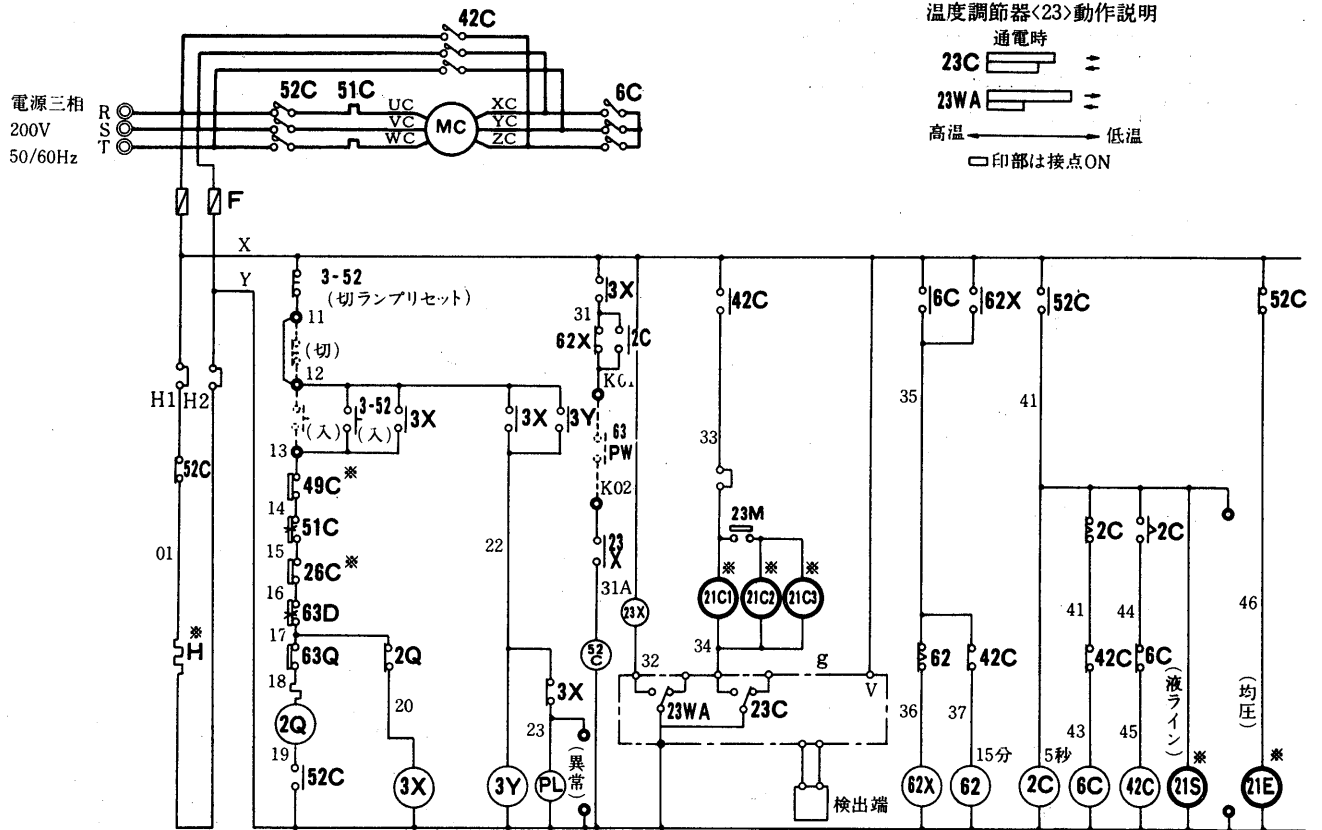 42C
温度調節器<23>動作説明
通電時
23C
23WA
高温 低温
▭印部は接点ON
電源三相
200V
50/60Hz
R
S
T
52C
51C
UC
VC
WC
MC
XC
YC
ZC
6C
F
X
Y
3-52
(切ランプリセット)
11
(切)
12
(入)
3-52
(入)
3X
13
H1
H2
52C
01
※
H
49C※
14
51C
15
26C※
16
63D
17
63Q
18
2Q
19
52C
2Q
20
3X
3X
3Y
22
3X
23
3Y
PL
(異常)
3X
31
62X
2C
K01
63
PW
K02
23
X
52
C
31A
23X
32
42C
33
23M
※
※
※
21C1
21C2
21C3
34
g
V
23WA
23C
検出端
6C
62X
35
62
42C
36
37
15分
62X
62
52C
41
5秒
2C
2C
2C
41
44
42C
6C
43
45
6C
42C
(液ライン)
※
21S
52C
46
(均圧)
※
21E